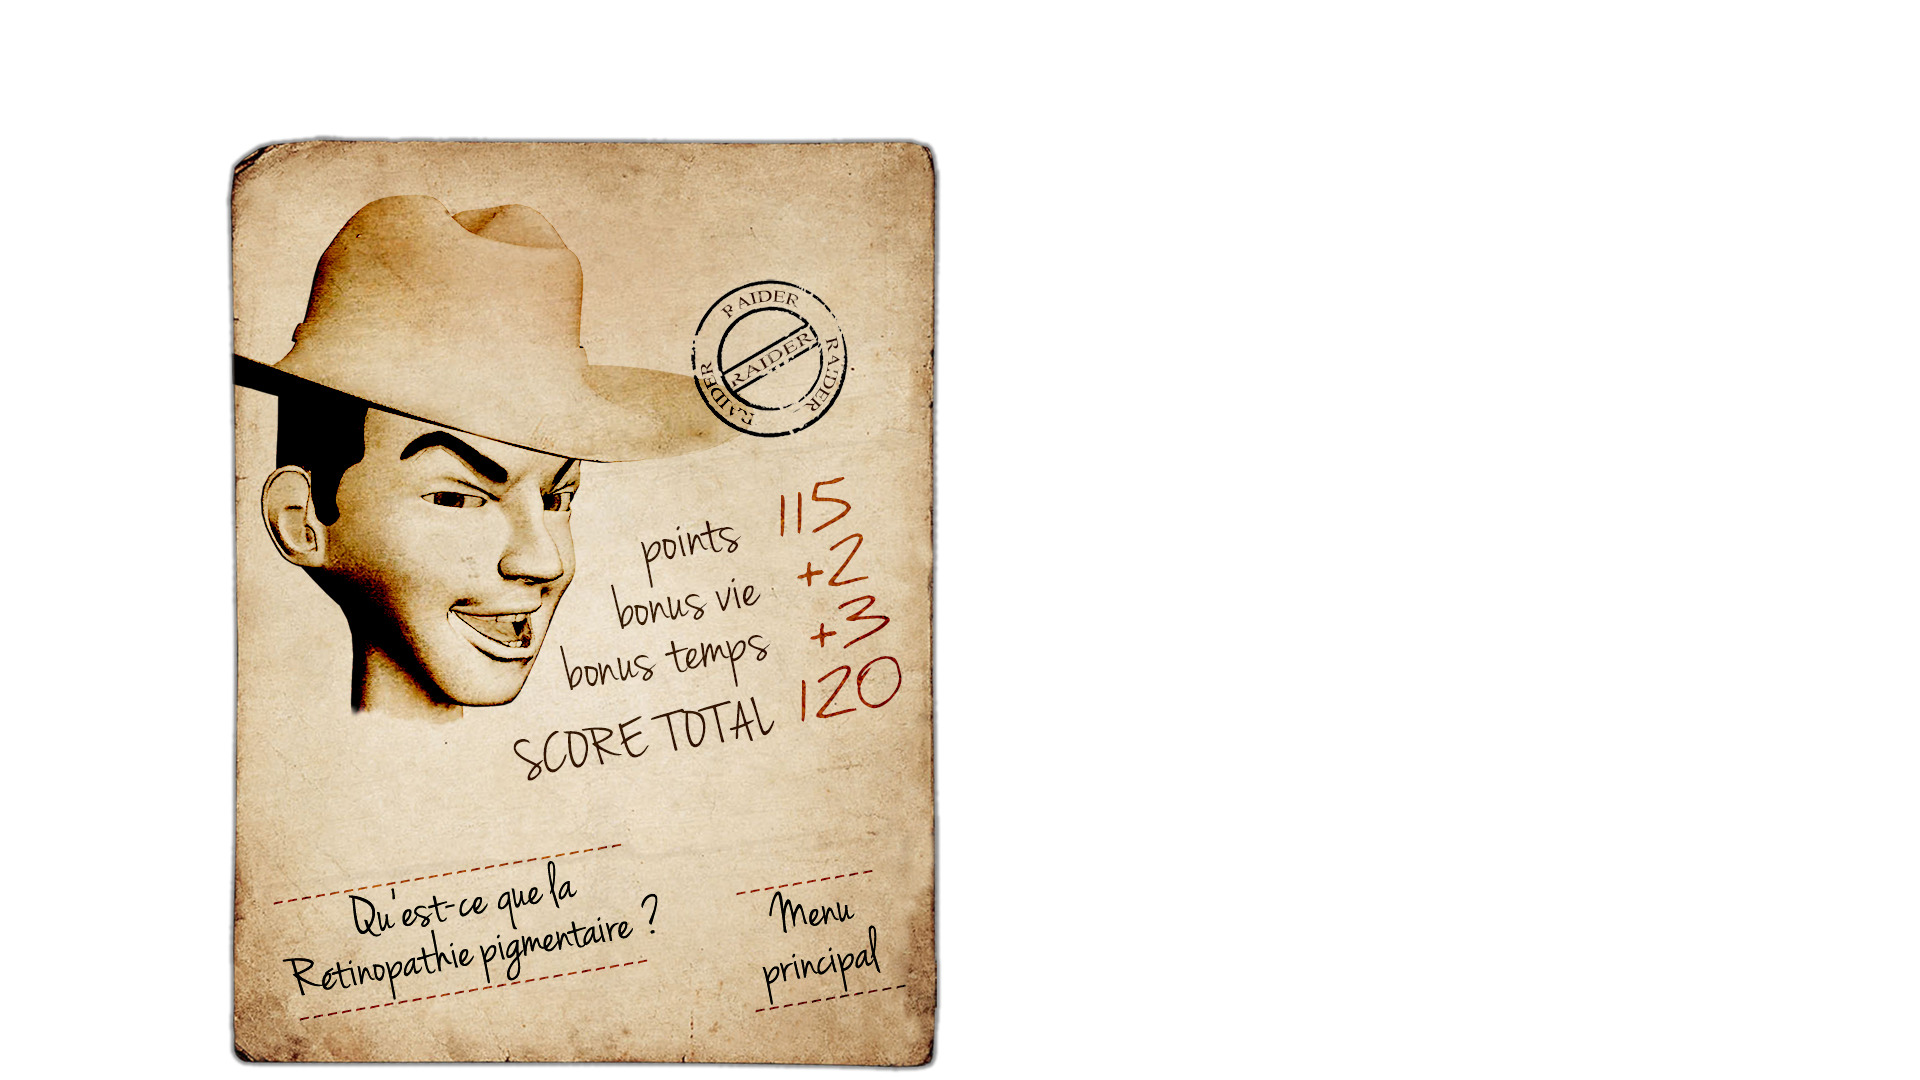 RAIDER
RAIDER
RAIDER
RAIDER
points 115
bonus vie +2
bonus temps +3
SCORE TOTAL 120
Qu'est-ce que la
Rétinopathie pigmentaire ?
Menu
principal